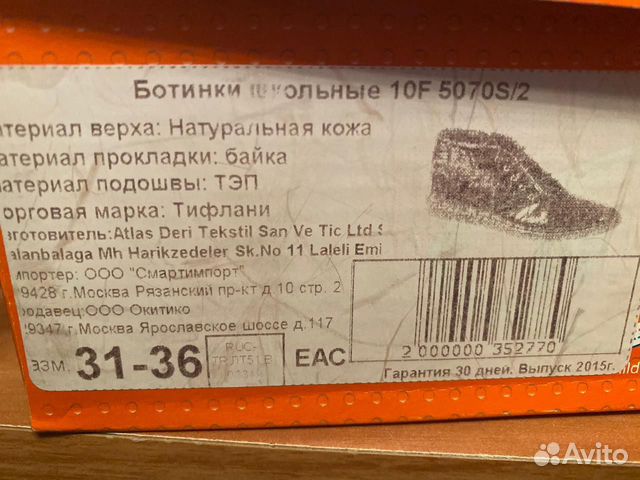 Ботинки школьные 10F 5070S/2
атериал верха: Натуральная кожа
атериал прокладки: байка
атериал подошвы: ТЭП
орговая марка: Тифлани
зготовитель:Atlas Deri Tekstil San Ve Tic Ltd
alanbalaga Mh Harikzedeler Sk.No 11 Laleli Emi
мпортер: ООО "Смартимпорт"
9428 г.Москва Рязанский пр-кт д 10 стр. 2
одавец:ООО Окитико
9347 г.Москва Ярославское шоссе д.117
азм. 31-36
EAC
2 000000 352770
Гарантия 30 дней. Выпуск 2015г.
Avito